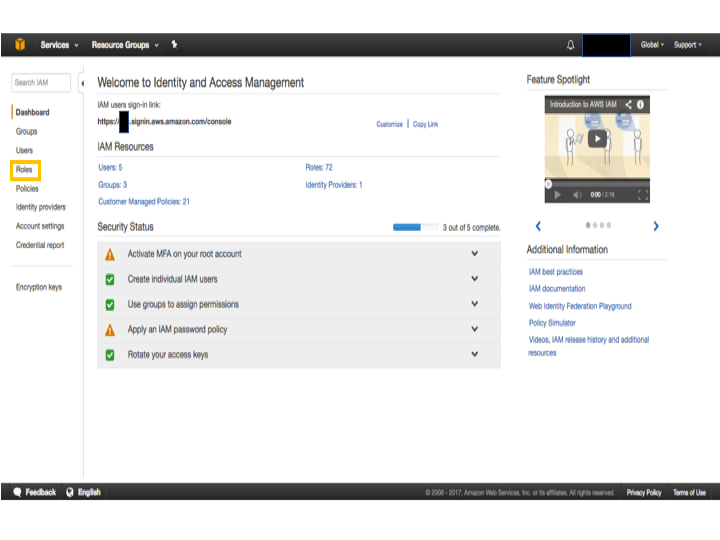 Services
Resource Groups
Global
Support
Search IAM
Dashboard
Groups
Users
Roles
Policies
Identity providers
Account settings
Credential report
Encryption keys
Welcome to Identity and Access Management
IAM users sign-in link:
https:// .signin.aws.amazon.com/console
Customize | Copy Link
IAM Resources
Users: 5
Roles: 72
Groups: 3
Identity Providers: 1
Customer Managed Policies: 21
Security Status
3 out of 5 complete.
Activate MFA on your root account
Create individual IAM users
Use groups to assign permissions
Apply an IAM password policy
Rotate your access keys
Feature Spotlight
Introduction to AWS IAM
0:00 / 2:16
Additional Information
IAM best practices
IAM documentation
Web Identity Federation Playground
Policy Simulator
Videos, IAM release history and additional
resources
Feedback
English
© 2008 - 2017, Amazon Web Services, Inc. or its affiliates. All rights reserved.
Privacy Policy
Terms of Use